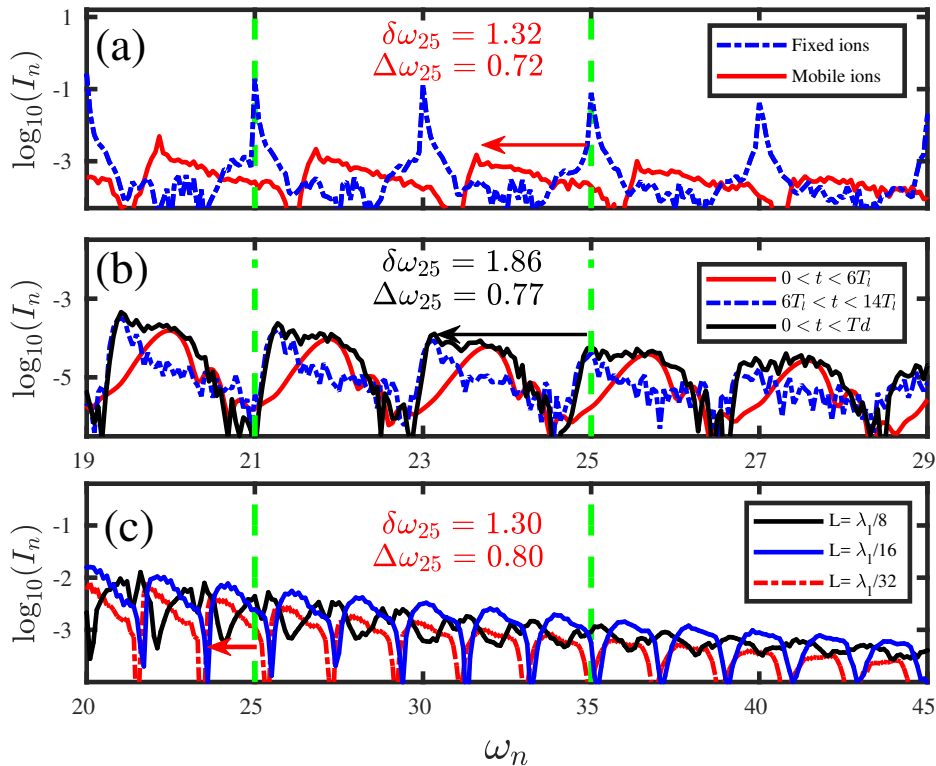 (a)
δω25 = 1.32
Δω25 = 0.72
Fixed ions
Mobile ions
log10(In)
1
-1
-3
(b)
δω25 = 1.86
Δω25 = 0.77
0 < t < 6Tl
6Tl < t < 14Tl
0 < t < Td
log10(In)
-3
-5
19
21
23
25
27
29
(c)
δω25 = 1.30
Δω25 = 0.80
L= λl/8
L= λl/16
L= λl/32
log10(In)
-1
-2
-3
20
25
30
35
40
45
ωn